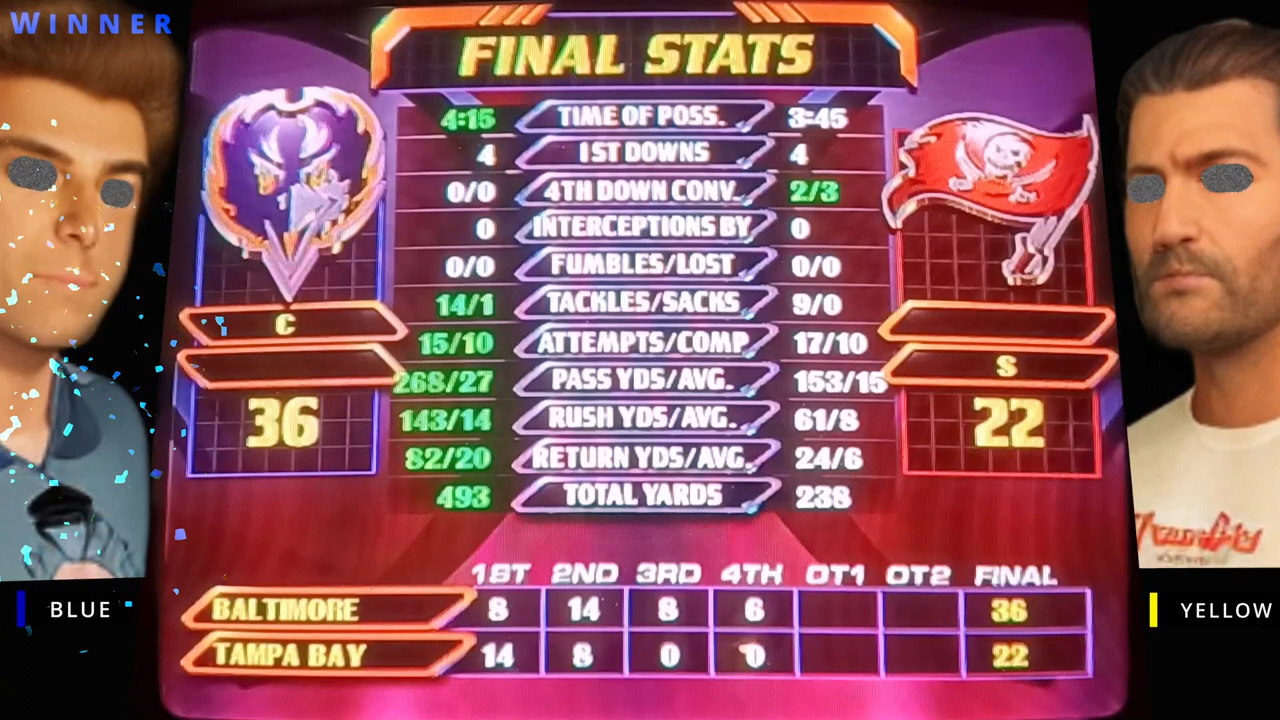 WINNER
FINAL STATS
4:15 TIME OF POSS. 3:45
4 1ST DOWNS 4
0/0 4TH DOWN CONV. 2/3
0 INTERCEPTIONS BY 0
0/0 FUMBLES/LOST 0/0
14/1 TACKLES/SACKS 9/0
15/10 ATTEMPTS/COMP 17/10
268/27 PASS YDS/AVG. 153/15
143/14 RUSH YDS/AVG. 61/8
82/20 RETURN YDS/AVG. 24/6
493 TOTAL YARDS 238
C
36
S
22
1ST 2ND 3RD 4TH OT1 OT2 FINAL
BALTIMORE 8 14 8 6 36
TAMPA BAY 14 8 0 0 22
BLUE
YELLOW